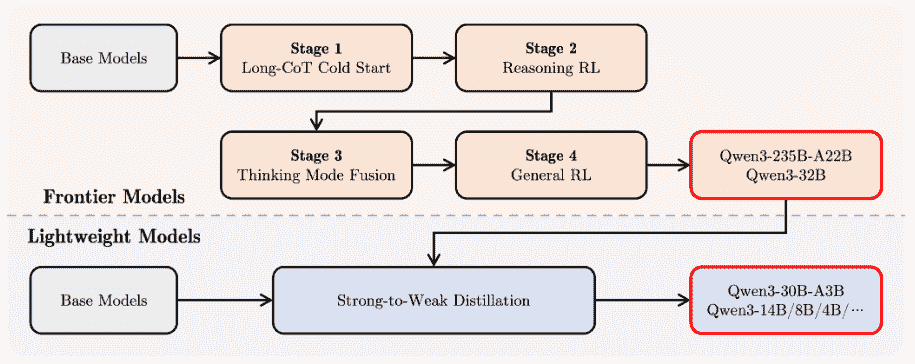 Base Models
Stage 1
Long-CoT Cold Start
Stage 2
Reasoning RL
Stage 3
Thinking Mode Fusion
Stage 4
General RL
Qwen3-235B-A22B
Qwen3-32B
Frontier Models
Lightweight Models
Base Models
Strong-to-Weak Distillation
Qwen3-30B-A3B
Qwen3-14B/8B/4B/⋯